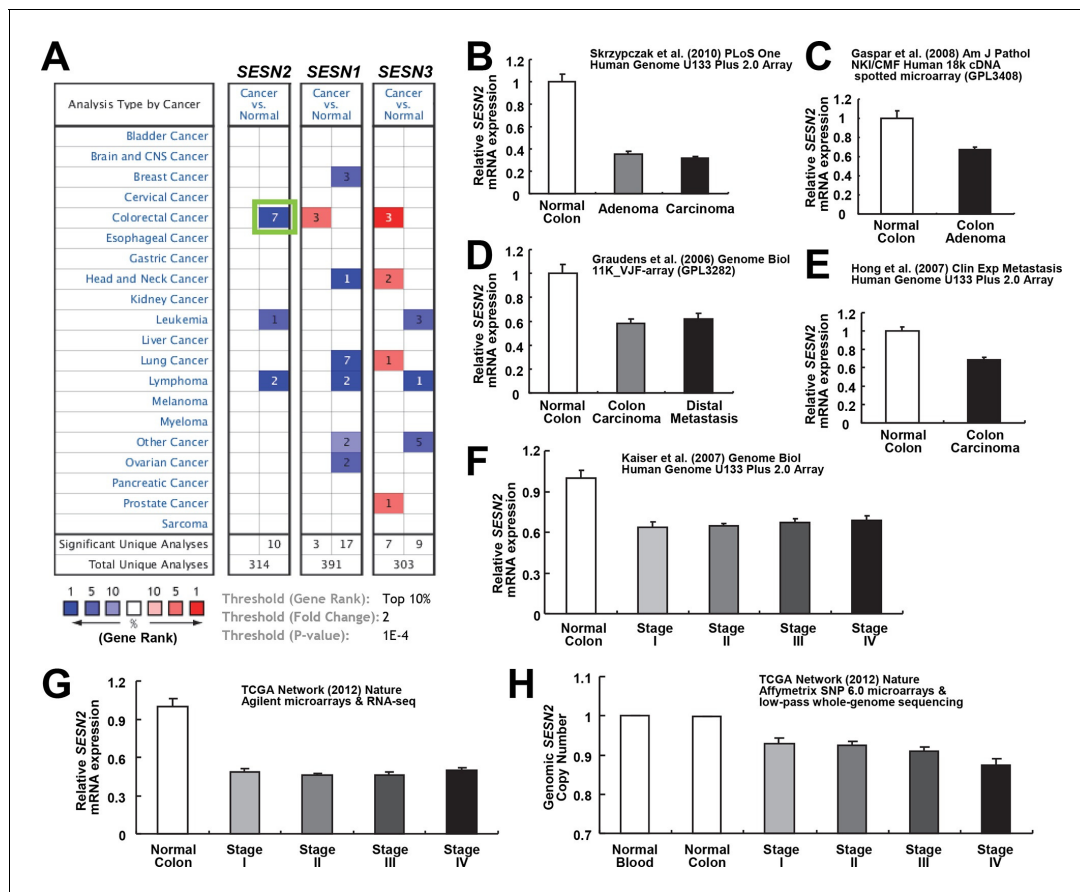 A
SESN2 SESN1 SESN3
Analysis Type by Cancer
Cancer vs. Normal
Cancer vs. Normal
Cancer vs. Normal
Bladder Cancer
Brain and CNS Cancer
Breast Cancer 3
Cervical Cancer
Colorectal Cancer 7 3 3
Esophageal Cancer
Gastric Cancer
Head and Neck Cancer 1 2
Kidney Cancer
Leukemia 1 3
Liver Cancer
Lung Cancer 7 1
Lymphoma 2 2 1
Melanoma
Myeloma
Other Cancer 2 5
Ovarian Cancer 2
Pancreatic Cancer
Prostate Cancer 1
Sarcoma
Significant Unique Analyses 10 3 17 7 9
Total Unique Analyses 314 391 303
1 5 10 10 5 1
%
(Gene Rank)
Threshold (Gene Rank): Top 10%
Threshold (Fold Change): 2
Threshold (P-value): 1E-4
B
Skrzypczak et al. (2010) PLoS One
Human Genome U133 Plus 2.0 Array
Relative SESN2
mRNA expression
1.2
1
0.8
0.6
0.4
0.2
0
Normal
Colon
Adenoma
Carcinoma
C
Gaspar et al. (2008) Am J Pathol
NKI/CMF Human 18k cDNA
spotted microarray (GPL3408)
Relative SESN2
mRNA expression
1.2
1
0.8
0.6
0.4
0.2
0
Normal
Colon
Colon
Adenoma
D
Graudens et al. (2006) Genome Biol
11K_VJF-array (GPL3282)
Relative SESN2
mRNA expression
1.2
1
0.8
0.6
0.4
0.2
0
Normal
Colon
Colon
Carcinoma
Distal
Metastasis
E
Hong et al. (2007) Clin Exp Metastasis
Human Genome U133 Plus 2.0 Array
Relative SESN2
mRNA expression
1.2
1
0.8
0.6
0.4
0.2
0
Normal
Colon
Colon
Carcinoma
F
Kaiser et al. (2007) Genome Biol
Human Genome U133 Plus 2.0 Array
Relative SESN2
mRNA expression
1.2
0.9
0.6
0.3
0
Normal
Colon
Stage
I
Stage
II
Stage
III
Stage
IV
G
TCGA Network (2012) Nature
Agilent microarrays & RNA-seq
Relative SESN2
mRNA expression
1.2
0.9
0.6
0.3
0
Normal
Colon
Stage
I
Stage
II
Stage
III
Stage
IV
H
TCGA Network (2012) Nature
Affymetrix SNP 6.0 microarrays &
low-pass whole-genome sequencing
Genomic SESN2
Copy Number
1.1
1
0.9
0.8
0.7
Normal
Blood
Normal
Colon
Stage
I
Stage
II
Stage
III
Stage
IV